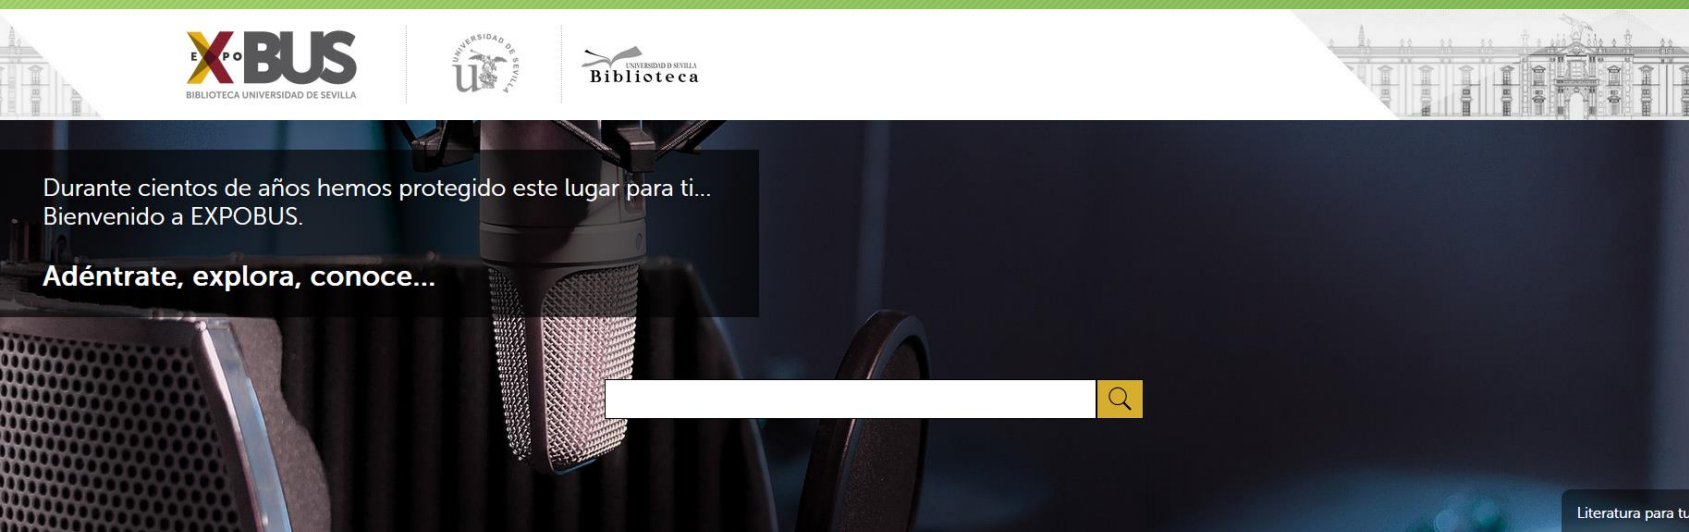 EXPO BUS
BIBLIOTECA UNIVERSIDAD DE SEVILLA
UNIVERSIDAD DE SEVILLA
US
UNIVERSIDAD D SEVILLA
Biblioteca
Durante cientos de años hemos protegido este lugar para ti...
Bienvenido a EXPOBUS.
Adéntrate, explora, conoce...
Literatura para tu